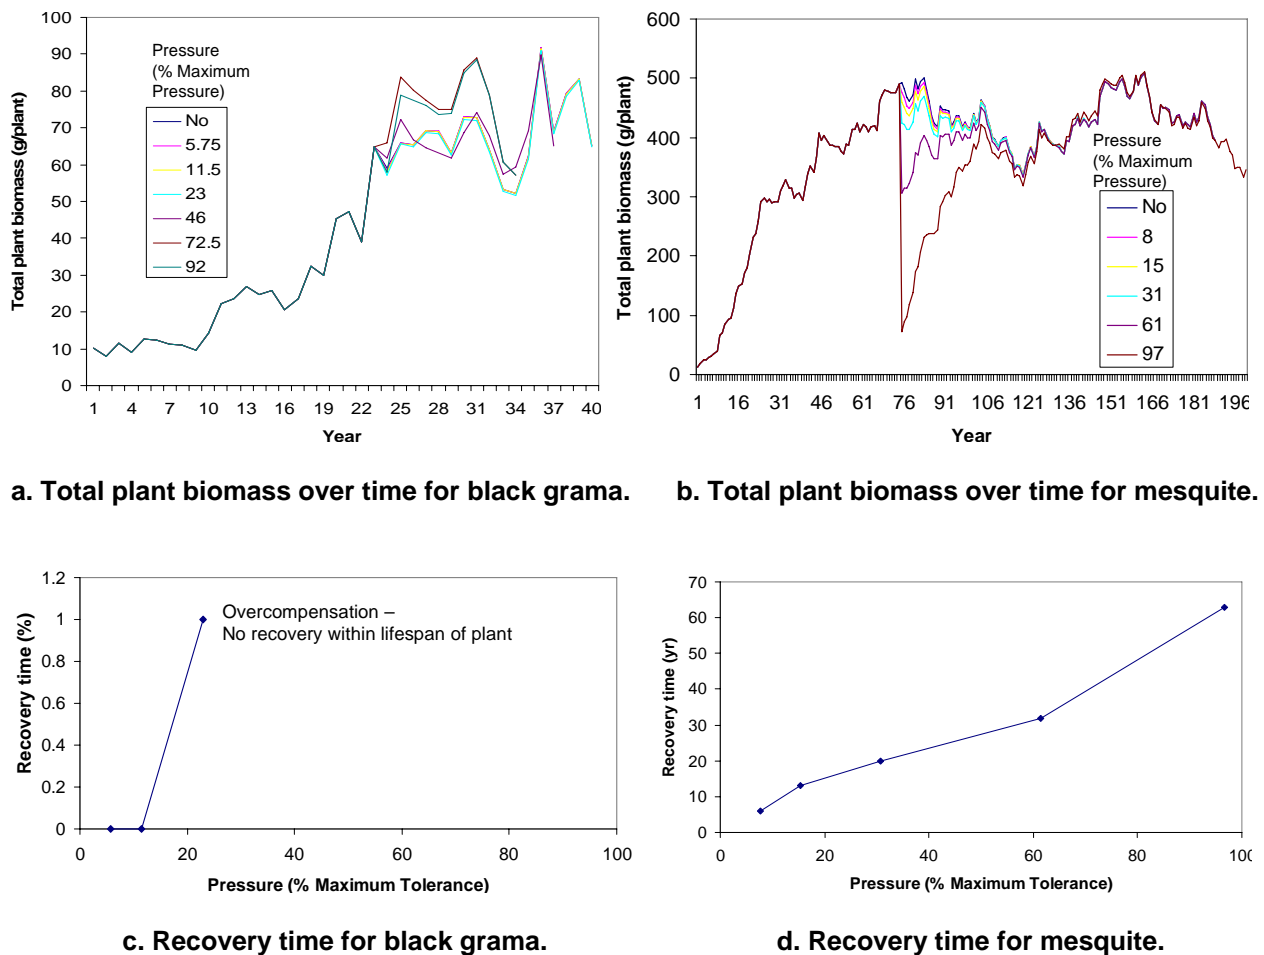 100
90
80
70
60
50
40
30
20
10
0
Total plant biomass (g/plant)
Pressure
(% Maximum
Pressure)
No
5.75
11.5
23
46
72.5
92
1 4 7 10 13 16 19 22 25 28 31 34 37 40
Year
a. Total plant biomass over time for black grama.
600
500
400
300
200
100
0
Total plant biomass (g/plant)
Pressure
(% Maximum
Pressure)
No
8
15
31
61
97
1 16 31 46 61 76 91 106 121 136 151 166 181 196
Year
b. Total plant biomass over time for mesquite.
1.2
1
0.8
0.6
0.4
0.2
0
Recovery time (%)
Overcompensation –
No recovery within lifespan of plant
0 20 40 60 80 100
Pressure (% Maximum Tolerance)
c. Recovery time for black grama.
70
60
50
40
30
20
10
0
Recovery time (yr)
0 20 40 60 80 100
Pressure (% Maximum Tolerance)
d. Recovery time for mesquite.